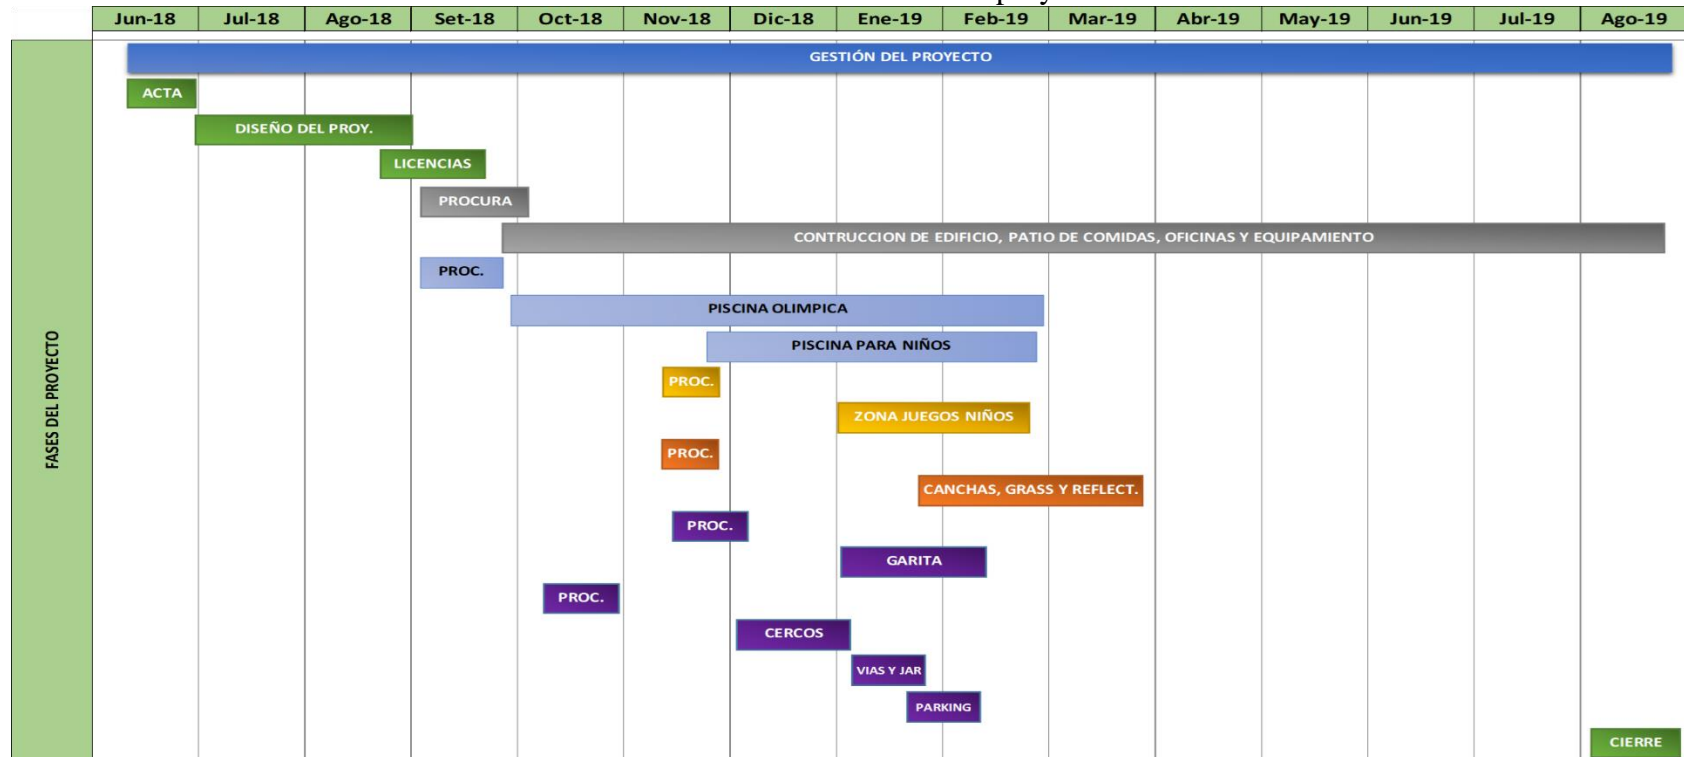 Jun-18 Jul-18 Ago-18 Set-18 Oct-18 Nov-18 Dic-18 Ene-19 Feb-19 Mar-19 Abr-19 May-19 Jun-19 Jul-19 Ago-19
FASES DEL PROYECTO
GESTIÓN DEL PROYECTO
ACTA
DISEÑO DEL PROY.
LICENCIAS
PROCURA
CONTRUCCION DE EDIFICIO, PATIO DE COMIDAS, OFICINAS Y EQUIPAMIENTO
PROC.
PISCINA OLIMPICA
PISCINA PARA NIÑOS
PROC.
ZONA JUEGOS NIÑOS
PROC.
CANCHAS, GRASS Y REFLECT.
PROC.
GARITA
PROC.
CERCOS
VIAS Y JAR
PARKING
CIERRE